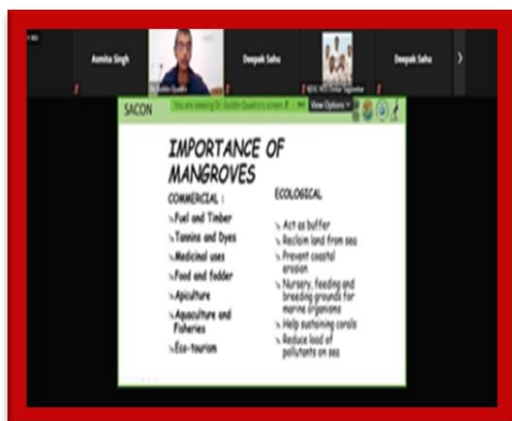 Asmita Singh
Deepak Sahu
Deepak Sahu
SACON
You are viewing Dr. Goldin Quadro's screen
View Options
IMPORTANCE OF
MANGROVES
COMMERCIAL :
Fuel and Timber
Tannins and Dyes
Medicinal uses
Food and fodder
Apiculture
Aquaculture and
Fisheries
Eco-tourism
ECOLOGICAL
Act as buffer
Reclaim land from sea
Prevent coastal
erosion
Nursery, feeding and
breeding grounds for
marine organisms
Help sustaining corals
Reduce load of
pollutants on sea